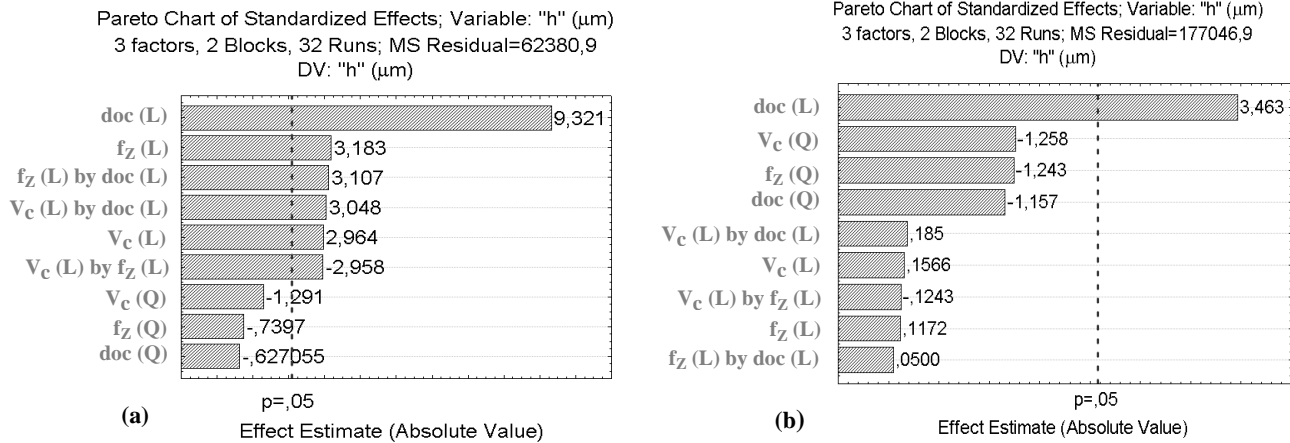 Pareto Chart of Standardized Effects; Variable: "h" (μm)
3 factors, 2 Blocks, 32 Runs; MS Residual=62380,9
DV: "h" (μm)
doc (L) 9,321
fZ (L) 3,183
fZ (L) by doc (L) 3,107
Vc (L) by doc (L) 3,048
Vc (L) 2,964
Vc (L) by fZ (L) -2,958
Vc (Q) -1,291
fZ (Q) -,7397
doc (Q) -,627055
p=,05
(a)
Effect Estimate (Absolute Value)
Pareto Chart of Standardized Effects; Variable: "h" (μm)
3 factors, 2 Blocks, 32 Runs; MS Residual=177046,9
DV: "h" (μm)
doc (L) 3,463
Vc (Q) -1,258
fZ (Q) -1,243
doc (Q) -1,157
Vc (L) by doc (L) ,185
Vc (L) ,1566
Vc (L) by fZ (L) -,1243
fZ (L) ,1172
fZ (L) by doc (L) ,0500
p=,05
(b)
Effect Estimate (Absolute Value)